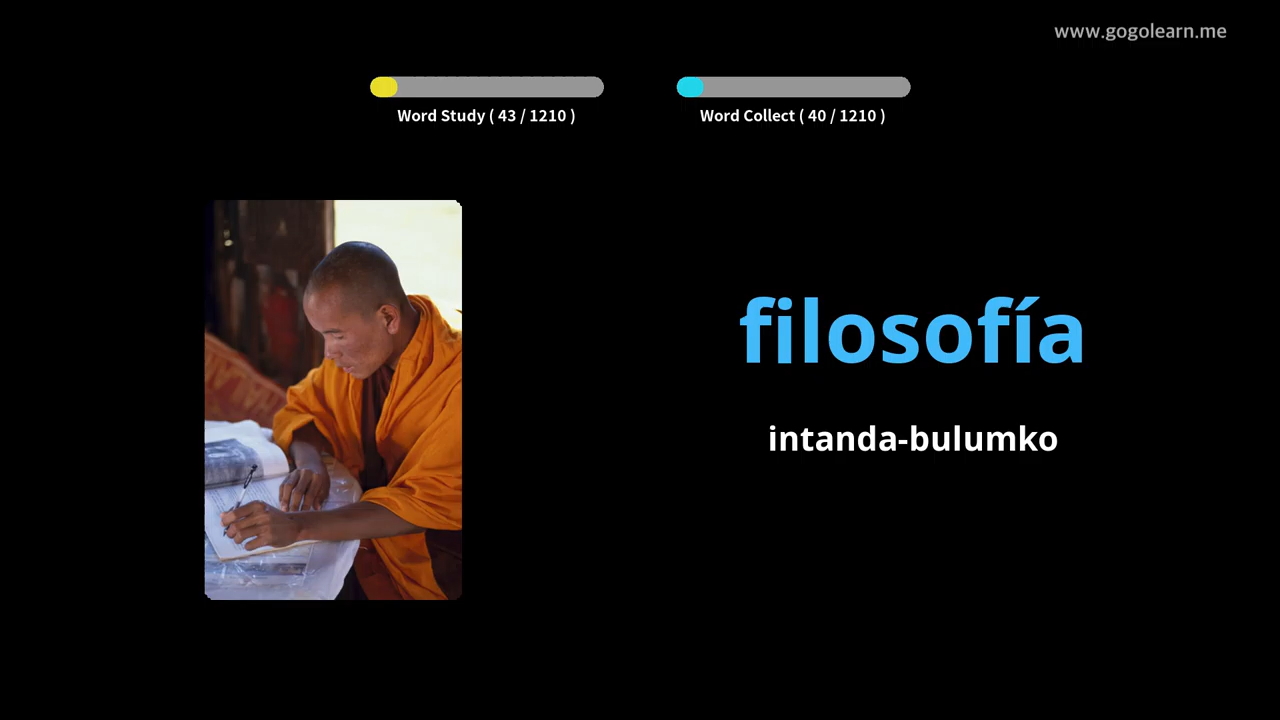 www.gogolearn.me
Word Study ( 43 / 1210 )
Word Collect ( 40 / 1210 )
filosofía
intanda-bulumko